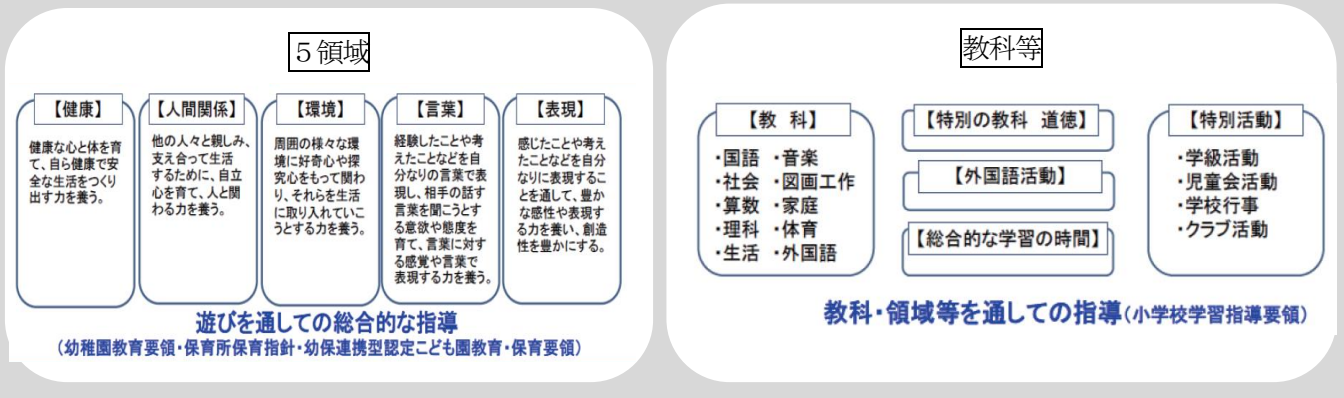 ５領域
【健康】
健康な心と体を育
て、自ら健康で安
全な生活をつくり
出す力を養う。
【人間関係】
他の人々と親しみ、
支え合って生活
するために、自立
心を育て、人と関
わる力を養う。
【環境】
周囲の様々な環
境に好奇心や探
究心をもって関わ
り、それらを生活
に取り入れていこ
うとする力を養う。
【言葉】
経験したことや考
えたことなどを自
分なりの言葉で表
現し、相手の話す
言葉を聞こうとす
る意欲や態度を
育て、言葉に対す
る感覚や言葉で
表現する力を養う。
【表現】
感じたことや考え
たことなどを自分
なりに表現するこ
とを通して、豊か
な感性や表現す
る力を養い、創造
性を豊かにする。
遊びを通しての総合的な指導
（幼稚園教育要領・保育所保育指針・幼保連携型認定こども園教育・保育要領）
教科等
【教 科】
・国語 ・音楽
・社会 ・図画工作
・算数 ・家庭
・理科 ・体育
・生活 ・外国語
【特別の教科 道徳】
【外国語活動】
【総合的な学習の時間】
【特別活動】
・学級活動
・児童会活動
・学校行事
・クラブ活動
教科・領域等を通しての指導（小学校学習指導要領）